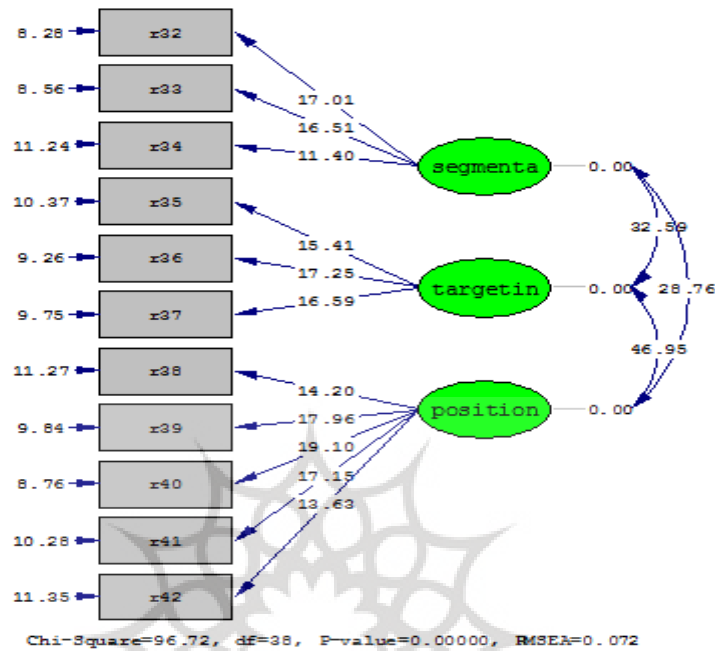 8.28 r32
8.56 r33
17.01
16.51
11.24 r34
11.40
segmenta 0.00
10.37 r35
32.59
15.41
9.26 r36
17.25
targetin 0.00 28.76
16.59
9.75 r37
46.95
11.27 r38
14.20
position 0.00
17.96
9.84 r39
19.10
8.76 r40
17.15
13.63
10.28 r41
11.35 r42
Chi-Square=96.72, df=38, P-value=0.00000, RMSEA=0.072